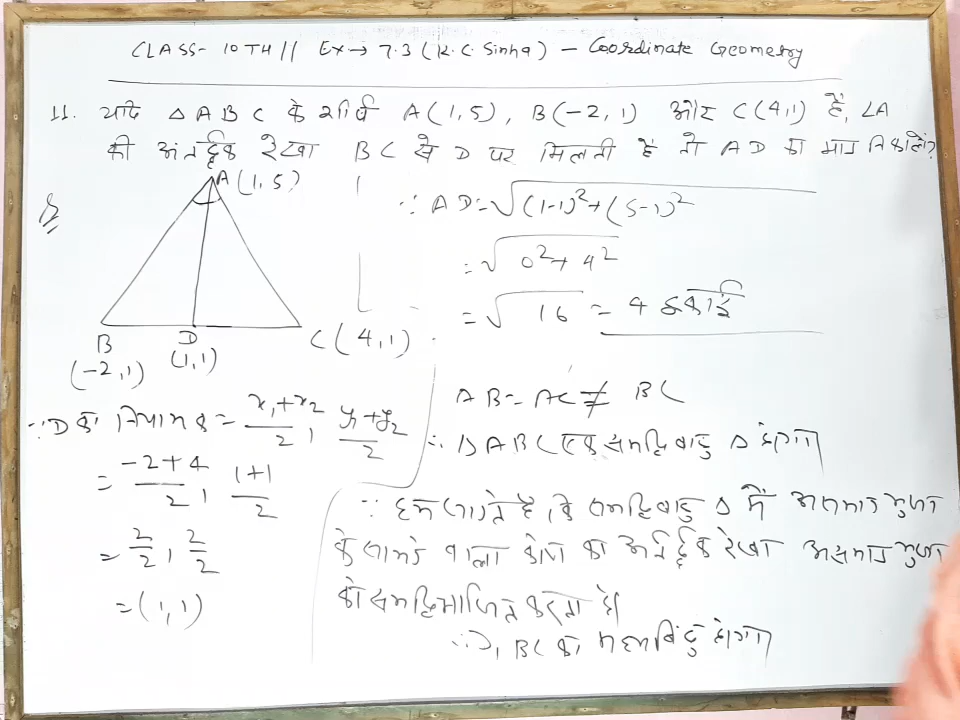 CLASS- 10TH // Ex→ 7.3 (K.C. Sinha) - Coordinate Geometry
11. यदि △ABC के शीर्ष A(1,5), B(-2,1) और C(4,1) है, ∠A
की अंतर्द्विक रेखा BC से D पर मिलती है तो AD का मान निकालें?
A(1,5)
B
(-2,1)
D
(1,1)
C(4,1)
∵ D का नियामक = x₁+x₂/2, y₁+y₂/2
= -2+4/2, 1+1/2
= 2/2, 2/2
= (1,1)
∵ AD = √(1-1)²+(5-1)²
= √0²+4²
= √16 = 4 इकाई
AB = AC ≠ BC
∴ △ABC एक समद्विबाहु △ होगा
∵ हम जानते है, कि समद्विबाहु △ में असमान भुजा
के सामने वाला कोण का अर्द्धक रेखा असमान भुजा
को समद्विभाजित करता है।
∴ D, BC का मध्यबिंदु होगा